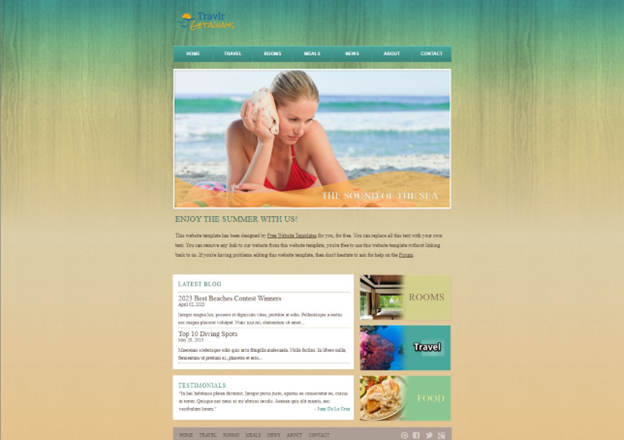 Travlr
Getaways
HOME TRAVEL ROOMS MEALS NEWS ABOUT CONTACT
THE SOUND OF THE SEA
ENJOY THE SUMMER WITH US!
This website template has been designed by Free Website Templates for you, for free. You can replace all this text with your own
text. You can remove any link to our website from this website template, you're free to use this website template without linking
back to us. If you're having problems editing this website template, then don't hesitate to ask for help on the Forum.
LATEST BLOG
2023 Best Beaches Contest Winners
April 02, 2023
Integer magna leo, posuere et dignissim vitae, porttitor at odio. Pellentesque a metus
nec magna placerat volutpat. Nunc nisi mi, elementum sit amet...
Top 10 Diving Spots
May 29, 2023
Maecenas scelerisque odio quis arcu fringilla malesuada. Nulla facilisi. In libero nulla,
fermentum ut pretium ac, pharetra et eros...
ROOMS
Travel
TESTIMONIALS
"In hac habitasse platea dictumst. Integer purus justo, egestas eu consectetur eu, cursus
in tortor. Quisque nec nunc ac mi ultrices iaculis. Aenean quis elit mauris, nec
vestibulum lorem."
- Juan De La Cruz
FOOD
HOME TRAVEL ROOMS MEALS NEWS ABOUT CONTACT